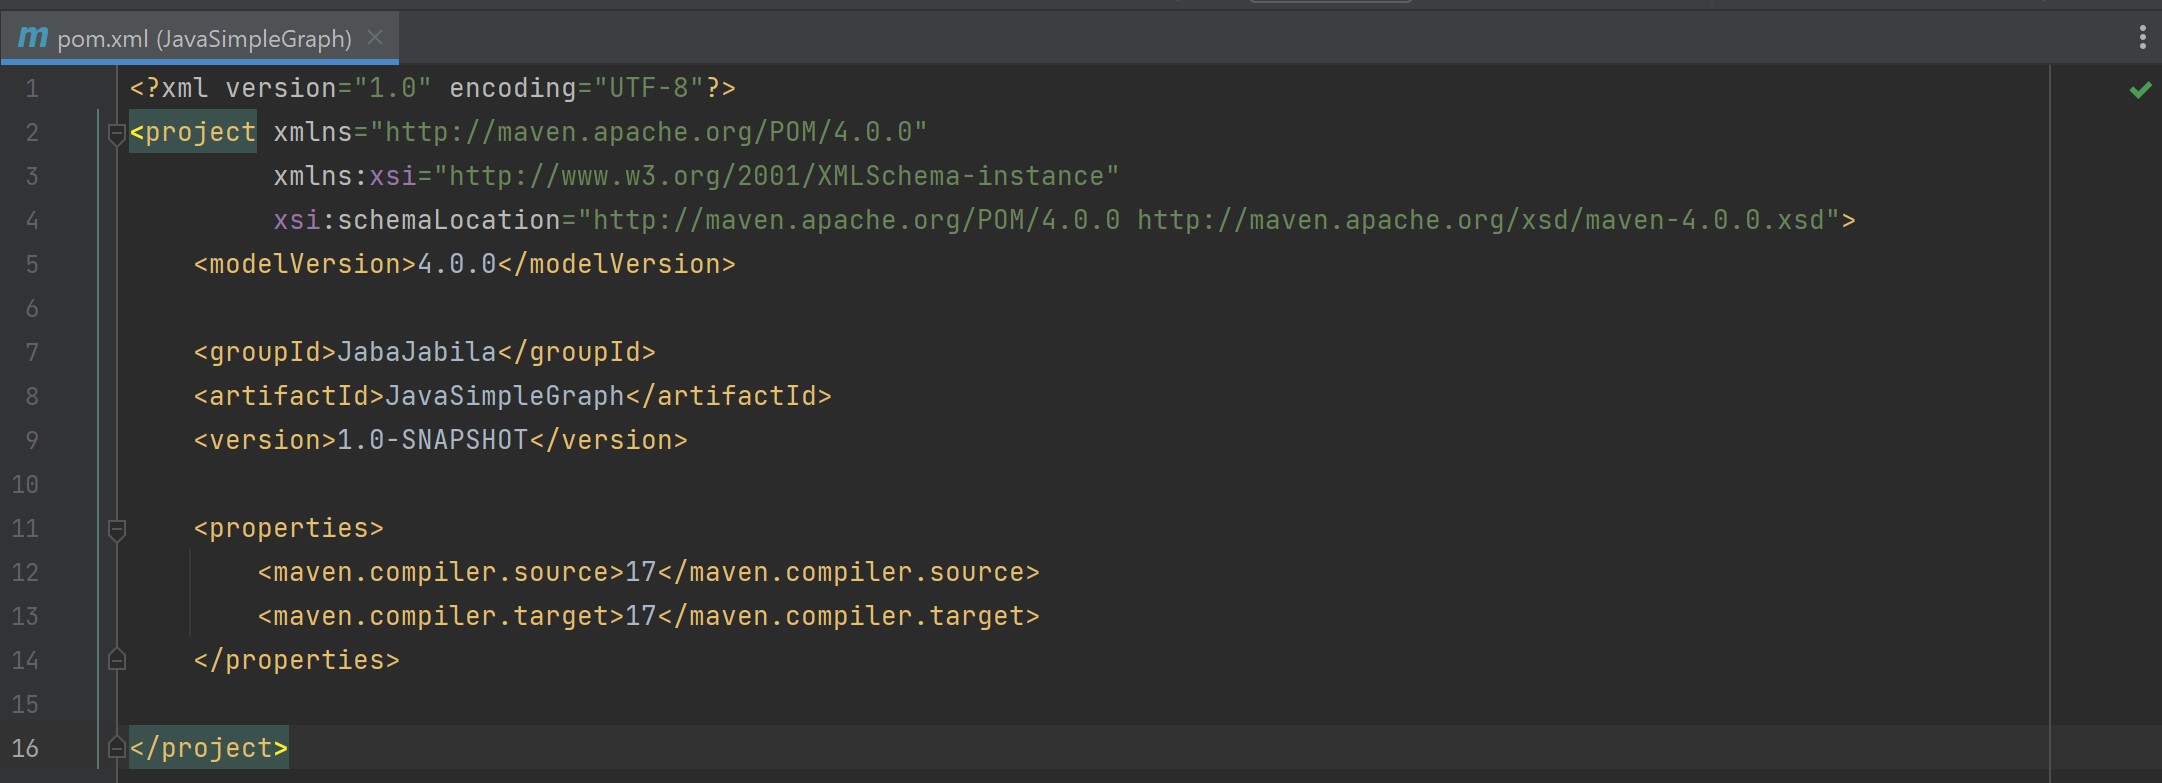 m pom.xml (JavaSimpleGraph)
1 <?xml version="1.0" encoding="UTF-8"?>
2 <project xmlns="http://maven.apache.org/POM/4.0.0"
3 xmlns:xsi="http://www.w3.org/2001/XMLSchema-instance"
4 xsi:schemaLocation="http://maven.apache.org/POM/4.0.0 http://maven.apache.org/xsd/maven-4.0.0.xsd">
5 <modelVersion>4.0.0</modelVersion>
6
7 <groupId>JabaJabila</groupId>
8 <artifactId>JavaSimpleGraph</artifactId>
9 <version>1.0-SNAPSHOT</version>
10
11 <properties>
12 <maven.compiler.source>17</maven.compiler.source>
13 <maven.compiler.target>17</maven.compiler.target>
14 </properties>
15
16 </project>